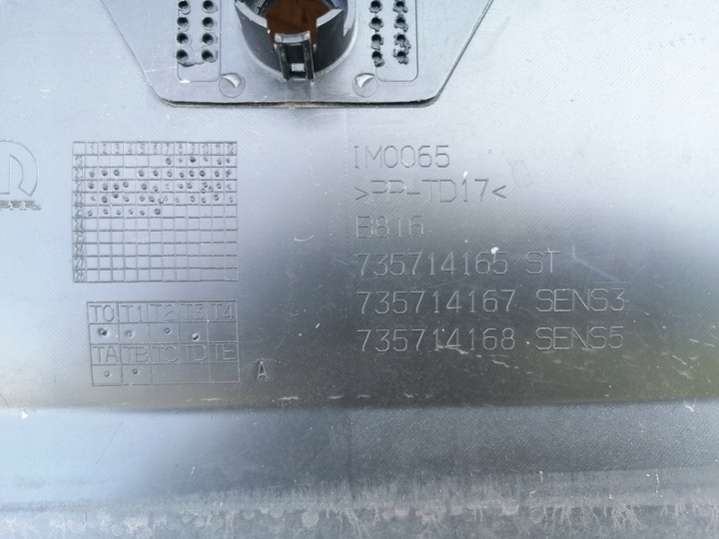 IM0065
>PP-TD17<
B816
735714165 ST
735714167 SENS3
735714168 SENS5
T0 T1 T2 T3 T4
TA TB TC TD TE
A